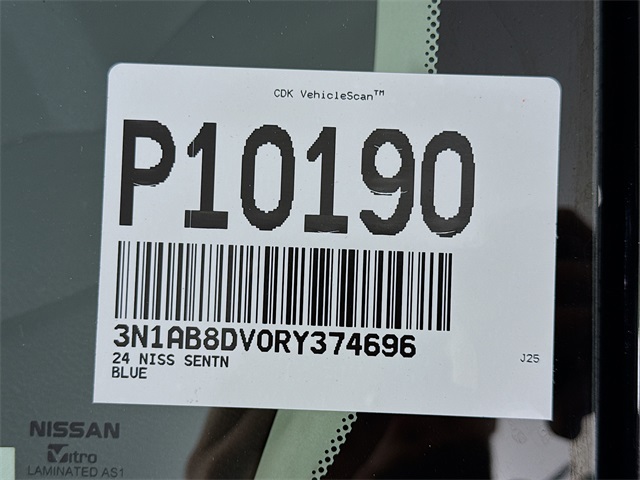 CDK VehicleScan™
P10190
3N1AB8DV0RY374696
24 NISS SENTN
BLUE
J25
NISSAN
Vitro
LAMINATED AS1